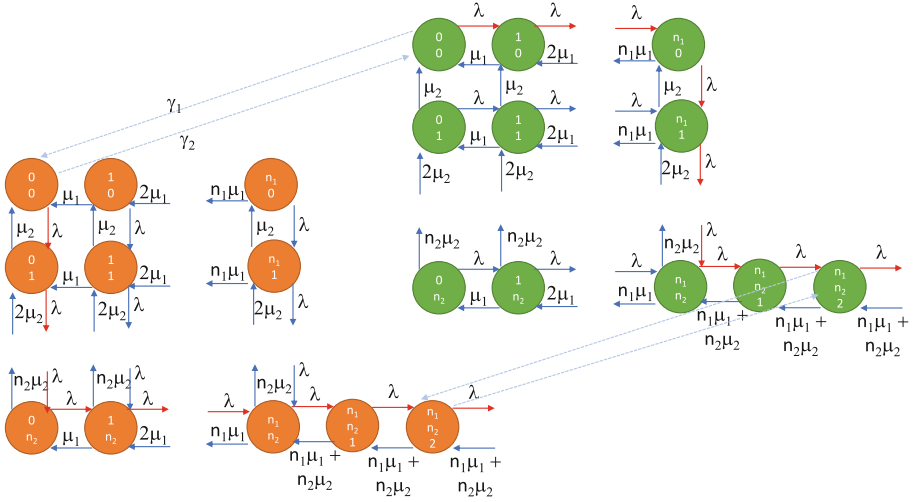 λ λ λ
0 0 1 0 μ₁ 2μ₁ n₁μ₁ n₁ 0
μ₂ λ λ λ μ₂ λ
γ₁
0 1 1 1 μ₁ 2μ₁ n₁μ₁ n₁ 1
γ₂
2μ₂ 2μ₂ 2μ₂ λ
0 0 μ₁ 1 0 2μ₁ n₁μ₁ n₁ 0
μ₂ λ μ₂ λ μ₂ λ
0 1 μ₁ 1 1 2μ₁ n₁μ₁ n₁ 1
2μ₂ λ 2μ₂ λ 2μ₂ λ
n₂μ₂ λ n₂μ₂ λ λ n₂μ₂ λ λ λ λ
0 n₂ μ₁ 1 n₂ 2μ₁ n₁μ₁ n₁ n₂ n₁ n₂ 1 n₁ n₂ 2
n₁μ₁ + n₁μ₁ + n₁μ₁ +
n₂μ₂ n₂μ₂ n₂μ₂
n₂μ₂ λ n₂μ₂ λ λ λ λ
0 n₂ μ₁ 1 n₂ 2μ₁ n₁μ₁ n₁ n₂ n₁ n₂ 1 n₁ n₂ 2
n₁μ₁ + n₁μ₁ + n₁μ₁ +
n₂μ₂ n₂μ₂ n₂μ₂